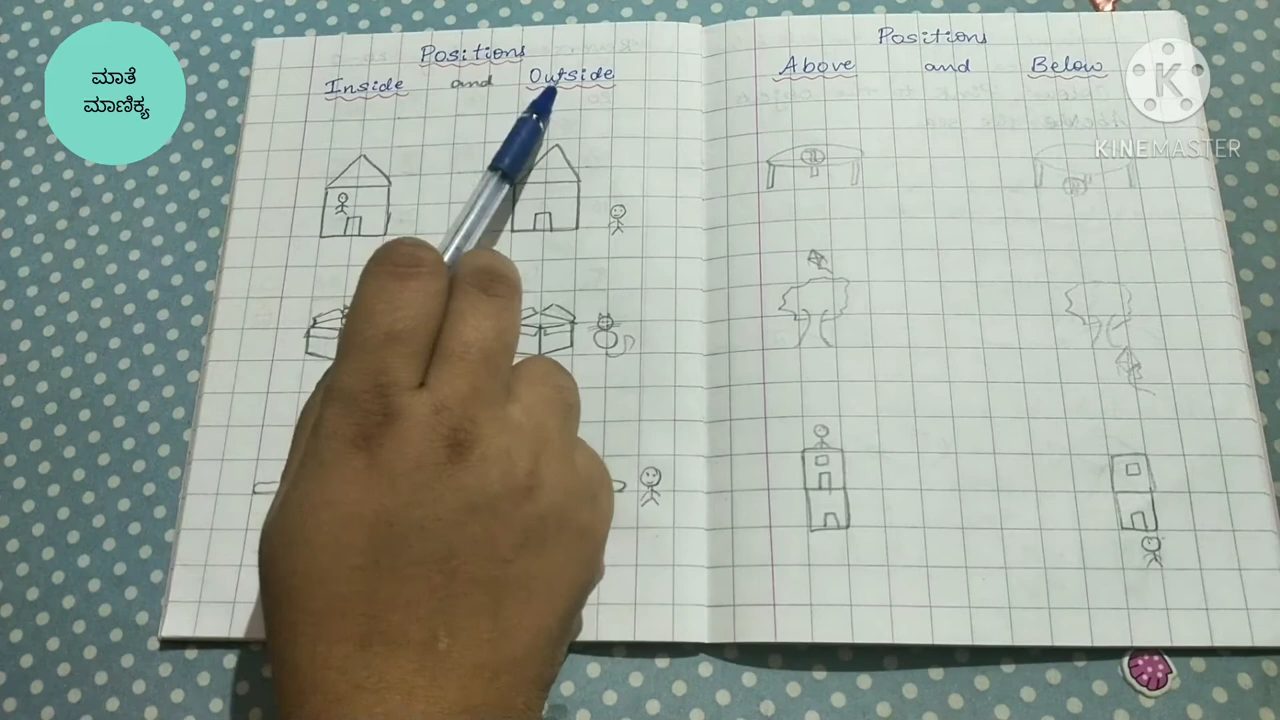 ಮಾತೆ
ಮಾಣಿಕ್ಯ
Positions
Inside and Outside
Positions
Above and Below
K
KINEMASTER